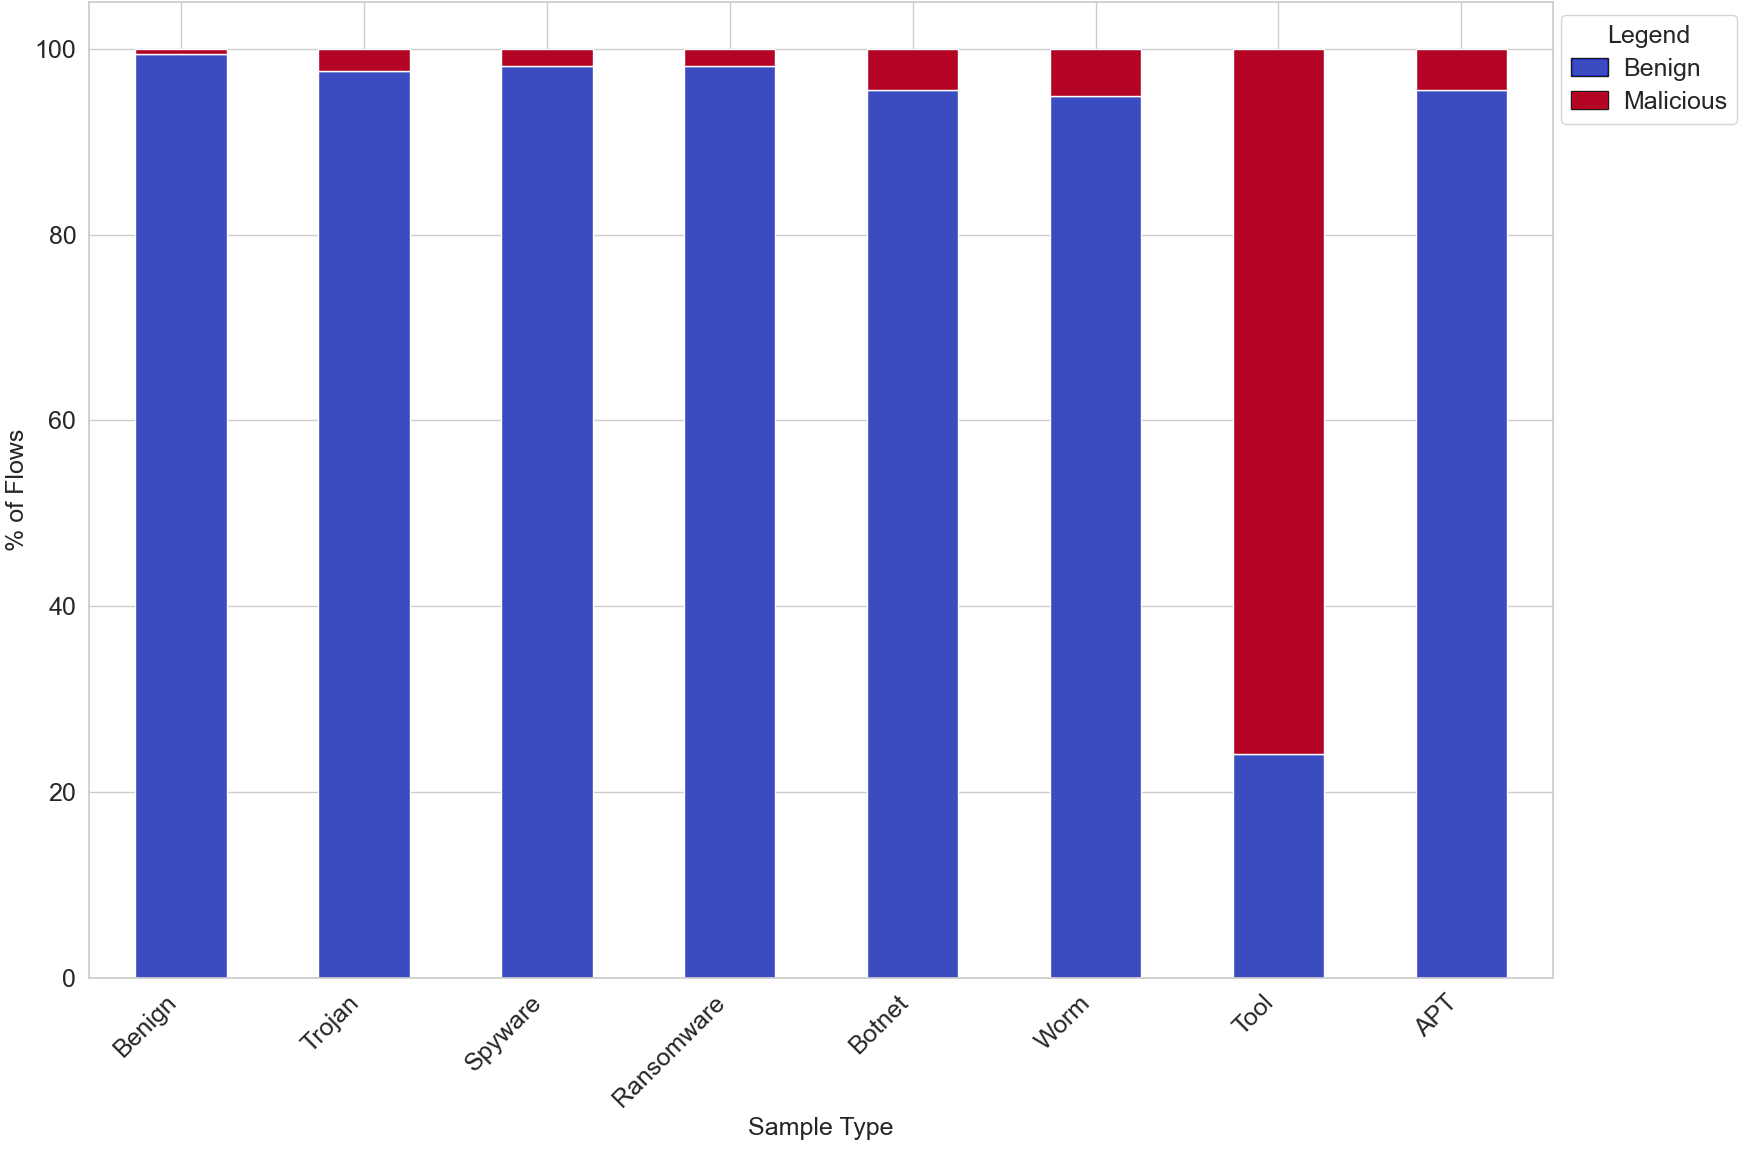 Legend
Benign
Malicious
100
80
60
40
20
0
% of Flows
Benign
Trojan
Spyware
Ransomware
Botnet
Worm
Tool
APT
Sample Type